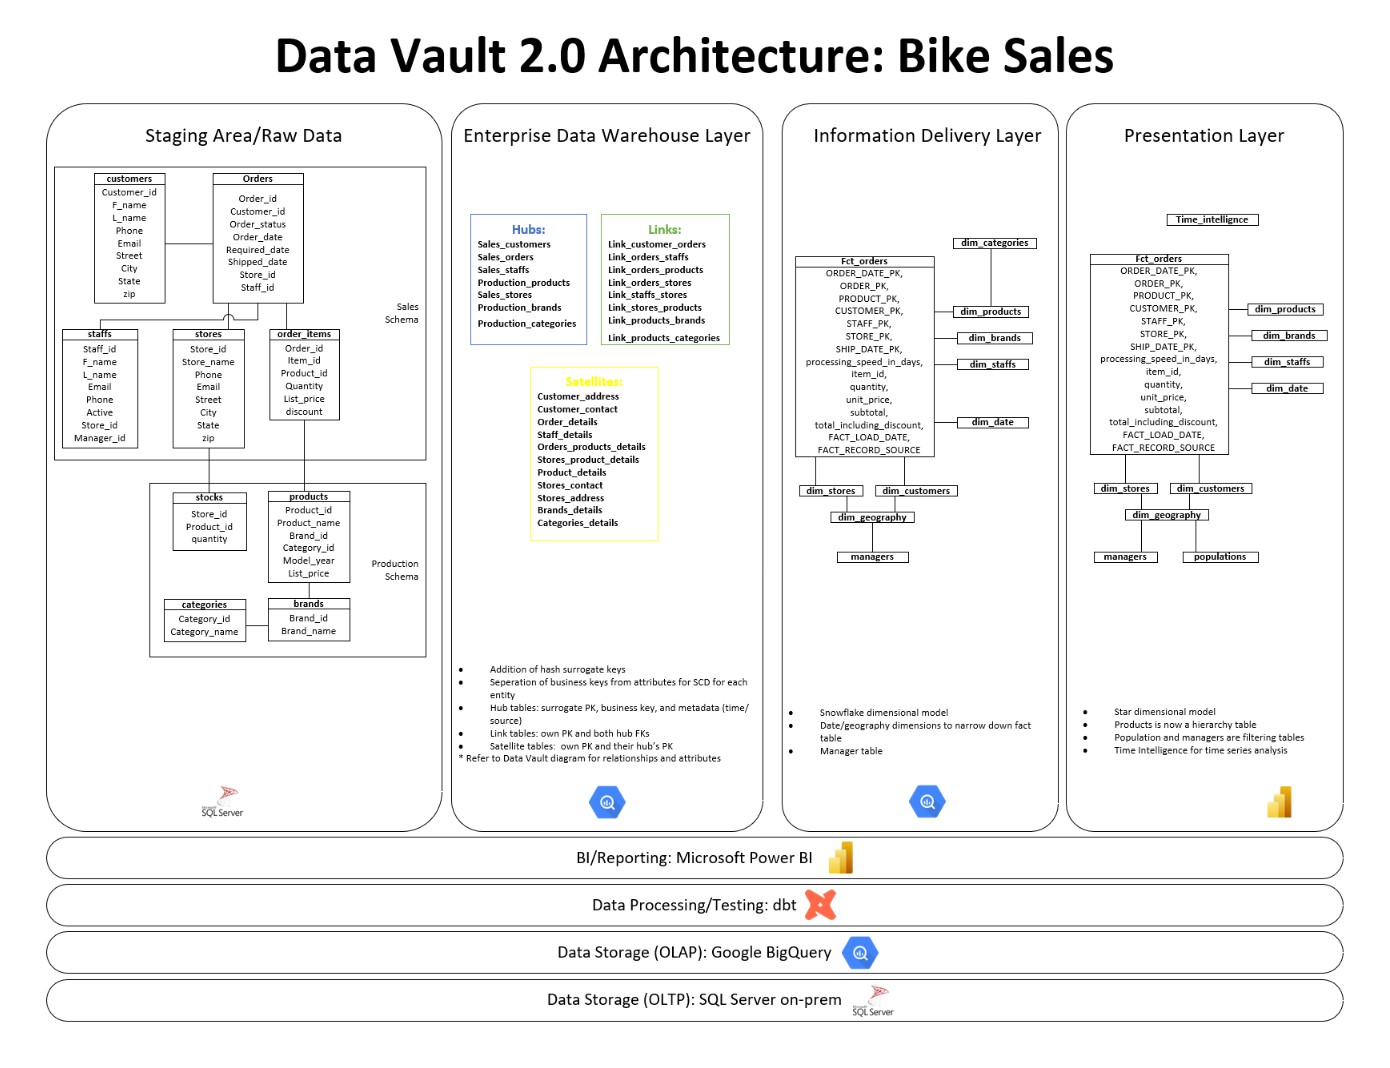 Data Vault 2.0 Architecture: Bike Sales
Staging Area/Raw Data
customers
Customer_id
F_name
L_name
Phone
Email
Street
City
State
zip
Orders
Order_id
Customer_id
Order_status
Order_date
Required_date
Shipped_date
Store_id
Staff_id
Sales
Schema
staffs
Staff_id
F_name
L_name
Email
Phone
Active
Store_id
Manager_id
stores
Store_id
Store_name
Phone
Email
Street
City
State
zip
order_items
Order_id
Item_id
Product_id
Quantity
List_price
discount
stocks
Store_id
Product_id
quantity
products
Product_id
Product_name
Brand_id
Category_id
Model_year
List_price
Production
Schema
categories
Category_id
Category_name
brands
Brand_id
Brand_name
Microsoft
SQL Server
Enterprise Data Warehouse Layer
Hubs:
Sales_customers
Sales_orders
Sales_staffs
Production_products
Sales_stores
Production_brands
Production_categories
Links:
Link_customer_orders
Link_orders_staffs
Link_orders_products
Link_orders_stores
Link_staffs_stores
Link_stores_products
Link_products_brands
Link_products_categories
Satellites:
Customer_address
Customer_contact
Order_details
Staff_details
Orders_products_details
Stores_product_details
Product_details
Stores_contact
Stores_address
Brands_details
Categories_details
• Addition of hash surrogate keys
• Seperation of business keys from attributes for SCD for each
entity
• Hub tables: surrogate PK, business key, and metadata (time/
source)
• Link tables: own PK and both hub FKs
• Satellite tables: own PK and their hub's PK
* Refer to Data Vault diagram for relationships and attributes
Information Delivery Layer
dim_categories
Fct_orders
ORDER_DATE_PK,
ORDER_PK,
PRODUCT_PK,
CUSTOMER_PK,
STAFF_PK,
STORE_PK,
SHIP_DATE_PK,
processing_speed_in_days,
item_id,
quantity,
unit_price,
subtotal,
total_including_discount,
FACT_LOAD_DATE,
FACT_RECORD_SOURCE
dim_products
dim_brands
dim_staffs
dim_date
dim_stores
dim_customers
dim_geography
managers
• Snowflake dimensional model
• Date/geography dimensions to narrow down fact
table
• Manager table
Presentation Layer
Time_intellignce
Fct_orders
ORDER_DATE_PK,
ORDER_PK,
PRODUCT_PK,
CUSTOMER_PK,
STAFF_PK,
STORE_PK,
SHIP_DATE_PK,
processing_speed_in_days,
item_id,
quantity,
unit_price,
subtotal,
total_including_discount,
FACT_LOAD_DATE,
FACT_RECORD_SOURCE
dim_products
dim_brands
dim_staffs
dim_date
dim_stores
dim_customers
dim_geography
managers
populations
• Star dimensional model
• Products is now a hierarchy table
• Population and managers are filtering tables
• Time Intelligence for time series analysis
BI/Reporting: Microsoft Power BI
Data Processing/Testing: dbt
Data Storage (OLAP): Google BigQuery
Data Storage (OLTP): SQL Server on-prem
Microsoft
SQL Server